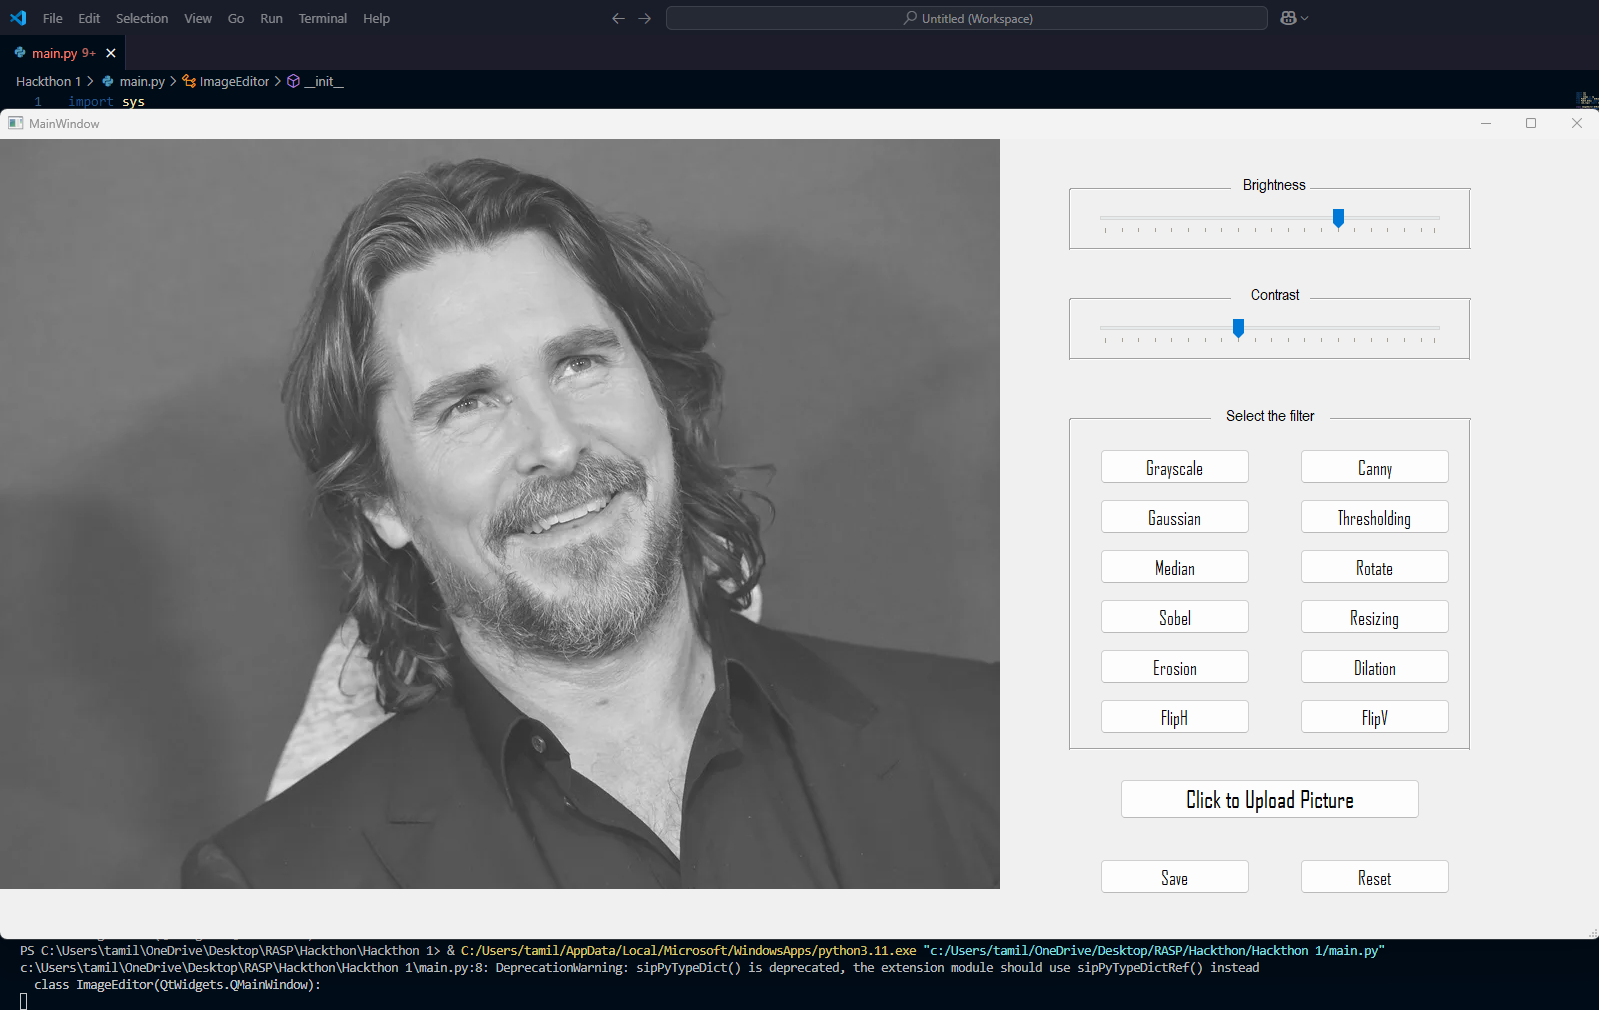 File Edit Selection View Go Run Terminal Help
Untitled (Workspace)
main.py 9+
Hackthon 1 > main.py > ImageEditor > __init__
1 import sys
MainWindow
Brightness
Contrast
Select the filter
Grayscale Canny
Gaussian Thresholding
Median Rotate
Sobel Resizing
Erosion Dilation
FlipH FlipV
Click to Upload Picture
Save Reset
PS C:\Users\tamil\OneDrive\Desktop\RASP\Hackthon\Hackthon 1> & C:/Users/tamil/AppData/Local/Microsoft/WindowsApps/python3.11.exe "c:/Users/tamil/OneDrive/Desktop/RASP/Hackthon/Hackthon 1/main.py"
c:\Users\tamil\OneDrive\Desktop\RASP\Hackthon\Hackthon 1\main.py:8: DeprecationWarning: sipPyTypeDict() is deprecated, the extension module should use sipPyTypeDictRef() instead
class ImageEditor(QtWidgets.QMainWindow):